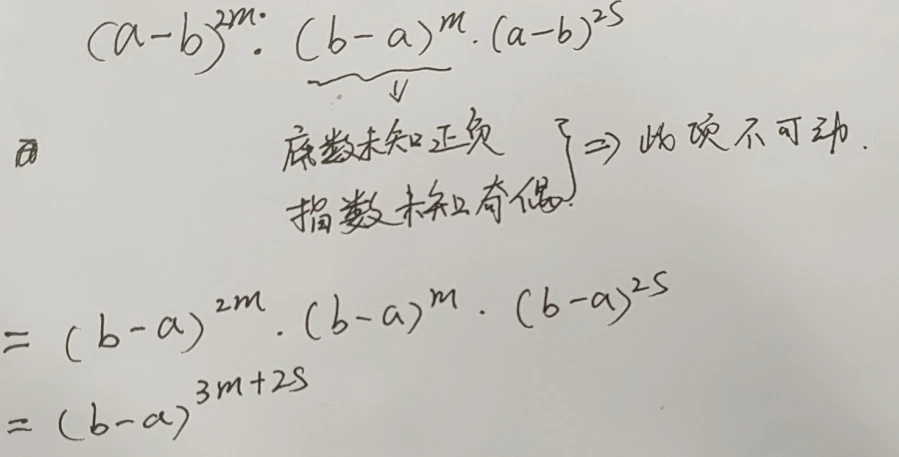 (a-b)^{2m}·(b-a)^m·(a-b)^{2s}
底数未知正负
指数未知奇偶 } ⇒ 此项不可动.
= (b-a)^{2m}·(b-a)^m·(b-a)^{2s}
= (b-a)^{3m+2s}